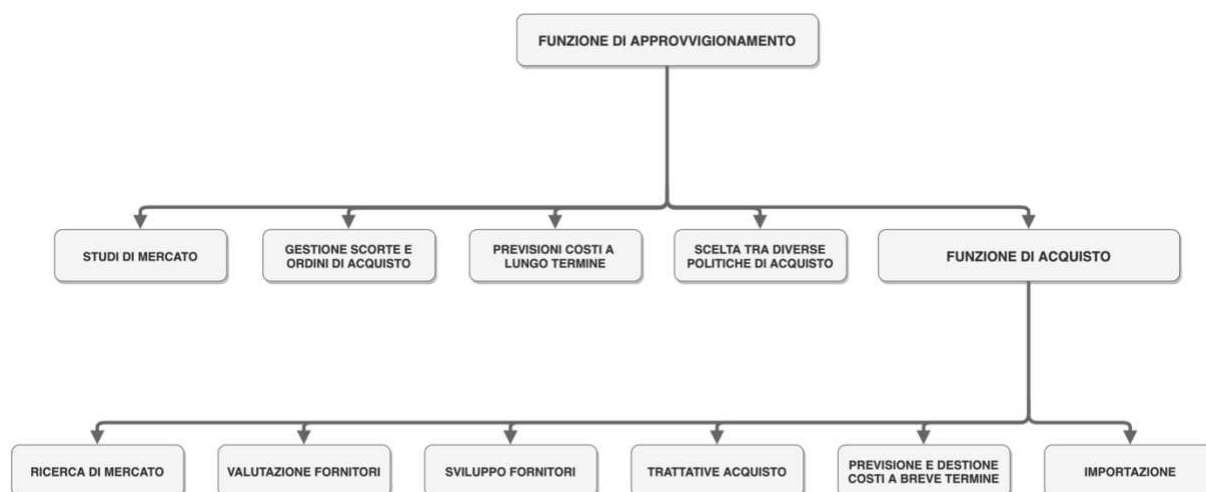 FUNZIONE DI APPROVVIGIONAMENTO
STUDI DI MERCATO
GESTIONE SCORTE E
ORDINI DI ACQUISTO
PREVISIONI COSTI A
LUNGO TERMINE
SCELTA TRA DIVERSE
POLITICHE DI ACQUISTO
FUNZIONE DI ACQUISTO
RICERCA DI MERCATO
VALUTAZIONE FORNITORI
SVILUPPO FORNITORI
TRATTATIVE ACQUISTO
PREVISIONE E DESTIONE
COSTI A BREVE TERMINE
IMPORTAZIONE